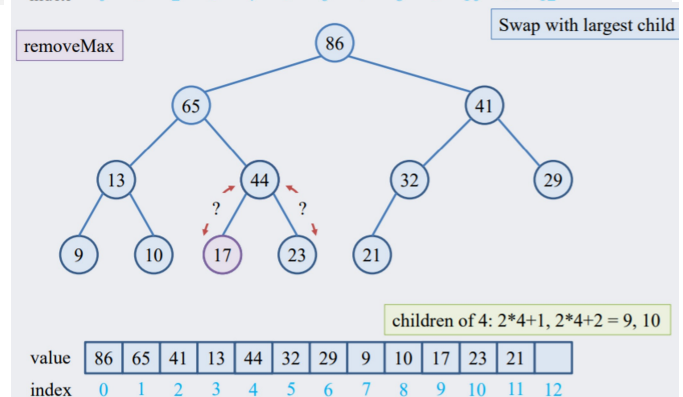 Swap with largest child
removeMax
86
65
41
13
44
32
29
?
?
9
10
17
23
21
children of 4: 2*4+1, 2*4+2 = 9, 10
value 86 65 41 13 44 32 29 9 10 17 23 21
index 0 1 2 3 4 5 6 7 8 9 10 11 12